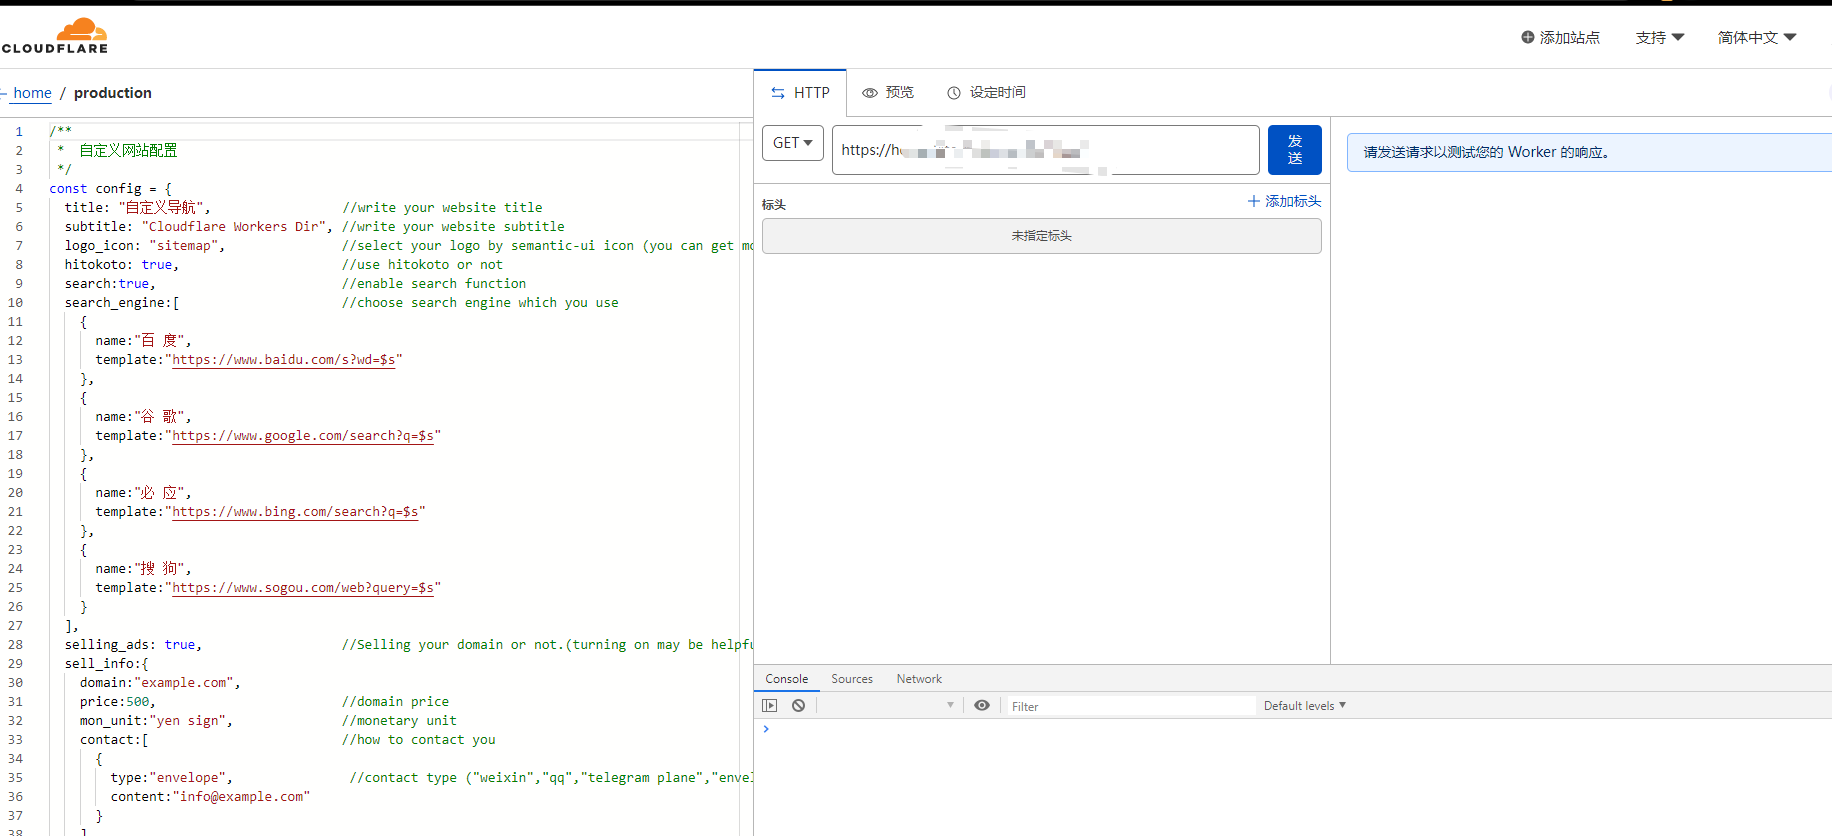 CLOUDFLARE
添加站点
支持
简体中文
home / production
HTTP
预览
设定时间
GET
https://h
发送
请发送请求以测试您的 Worker 的响应。
标头
添加标头
未指定标头
1 /**
2  *  自定义网站配置
3  */
4 const config = {
5   title: "自定义导航",                 //write your website title
6   subtitle: "Cloudflare Workers Dir", //write your website subtitle
7   logo_icon: "sitemap",               //select your logo by semantic-ui icon (you can get
8   hitokoto: true,                     //use hitokoto or not
9   search:true,                        //enable search function
10   search_engine:[                     //choose search engine which you use
11     {
12       name:"百 度",
13       template:"https://www.baidu.com/s?wd=$s"
14     },
15     {
16       name:"谷 歌",
17       template:"https://www.google.com/search?q=$s"
18     },
19     {
20       name:"必 应",
21       template:"https://www.bing.com/search?q=$s"
22     },
23     {
24       name:"搜 狗",
25       template:"https://www.sogou.com/web?query=$s"
26     }
27   ],
28   selling_ads: true,                  //Selling your domain or not.(turning on may be
29   sell_info:{
30     domain:"example.com",
31     price:500,                        //domain price
32     mon_unit:"yen sign",              //monetary unit
33     contact:[                         //how to contact you
34       {
35         type:"envelope",               //contact type ("weixin","qq","telegram plane",
36         content:"info@example.com"
37       }
38     ]
Console
Sources
Network
Filter
Default levels